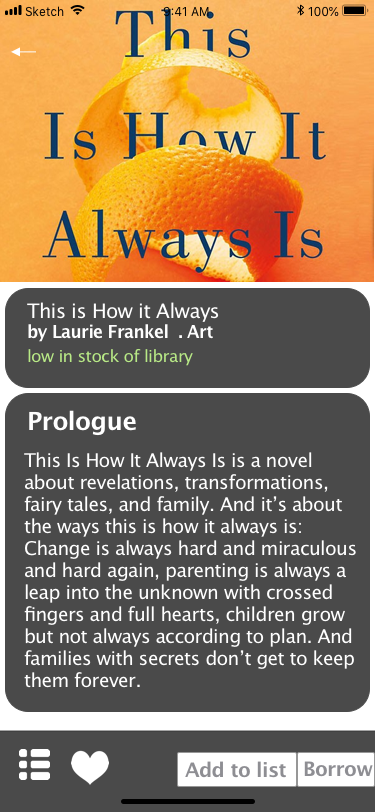 Sketch 9:41 AM 100%
This
Is How It
Always Is
This is How it Always
by Laurie Frankel . Art
low in stock of library
Prologue
This Is How It Always Is is a novel
about revelations, transformations,
fairy tales, and family. And it’s about
the ways this is how it always is:
Change is always hard and miraculous
and hard again, parenting is always a
leap into the unknown with crossed
fingers and full hearts, children grow
but not always according to plan. And
families with secrets don’t get to keep
them forever.
Add to list Borrow